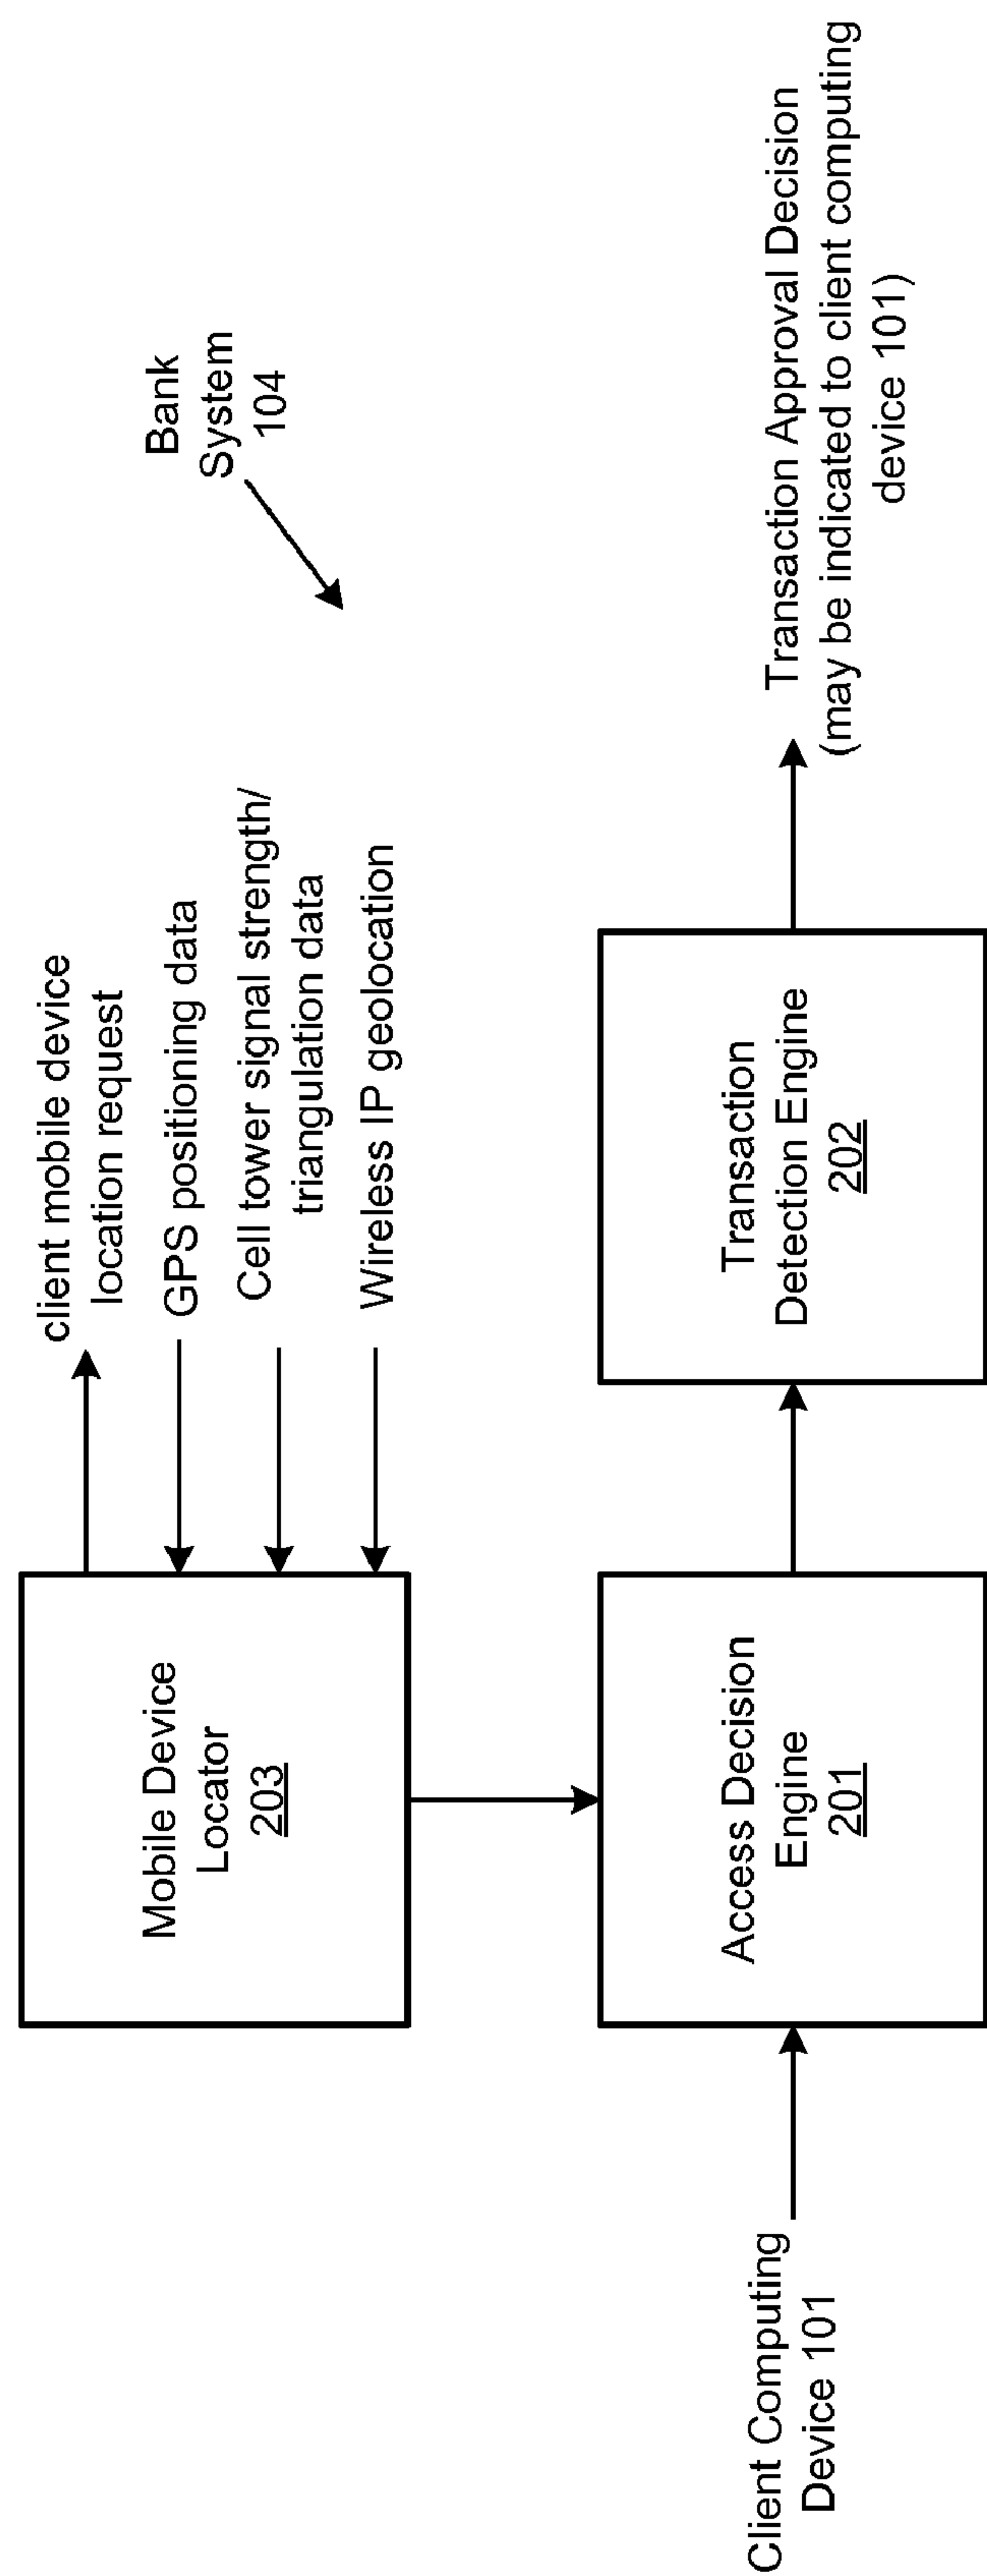 client mobile device
location request
GPS positioning data
Cell tower signal strength/
triangulation data
Wireless IP geolocation
Bank
System
104
Mobile Device
Locator
203
Client Computing
Device 101
Access Decision
Engine
201
Transaction
Detection Engine
202
Transaction Approval Decision
(may be indicated to client computing
device 101)